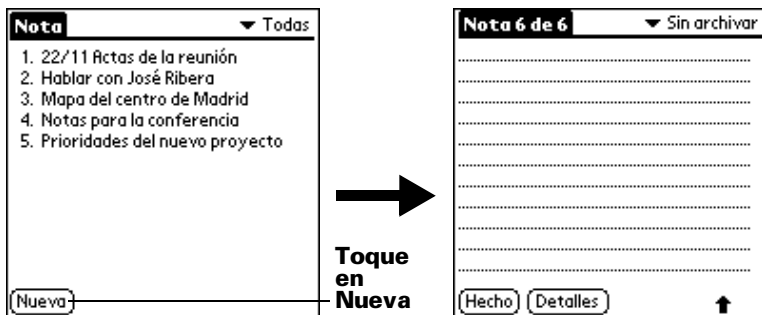 Nota
Todas
1. 22/11 Actas de la reunión
2. Hablar con José Ribera
3. Mapa del centro de Madrid
4. Notas para la conferencia
5. Prioridades del nuevo proyecto
Nueva
Toque
en
Nueva
Nota 6 de 6
Sin archivar
Hecho
Detalles